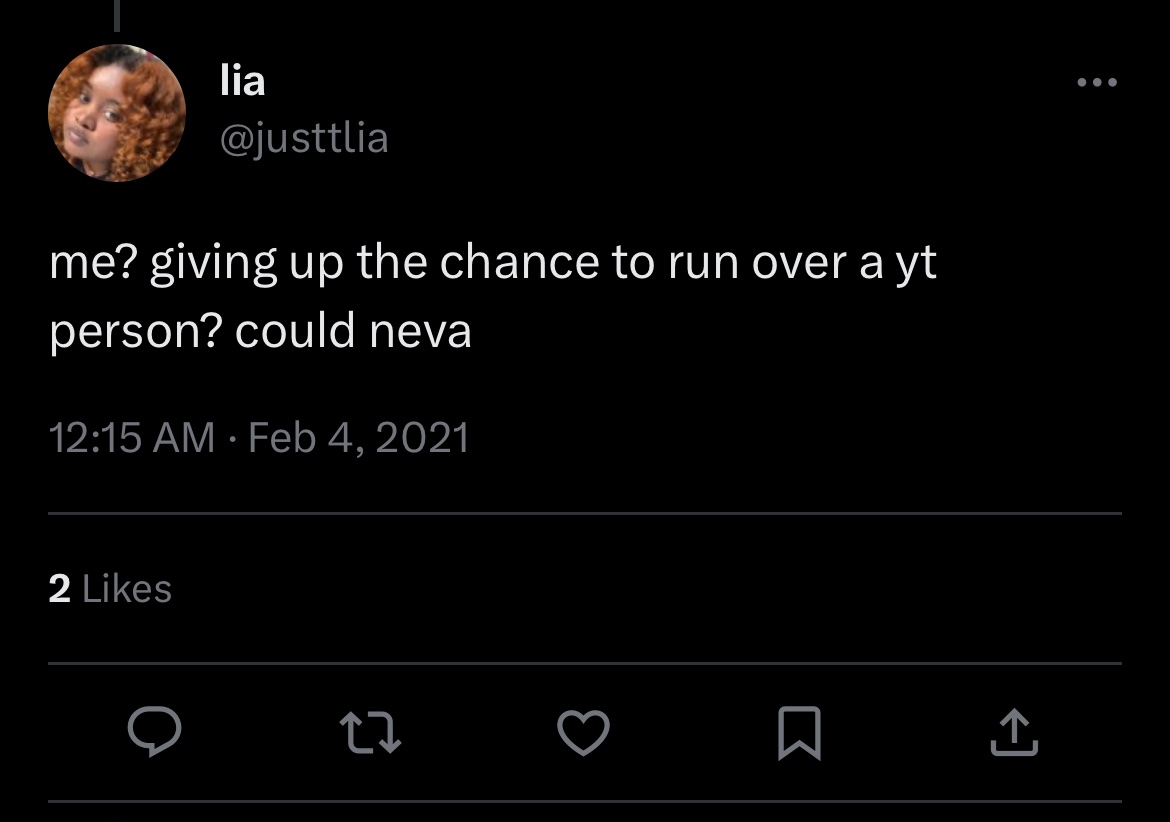 lia
@justtlia
me? giving up the chance to run over a yt
person? could neva
12:15 AM · Feb 4, 2021
2 Likes